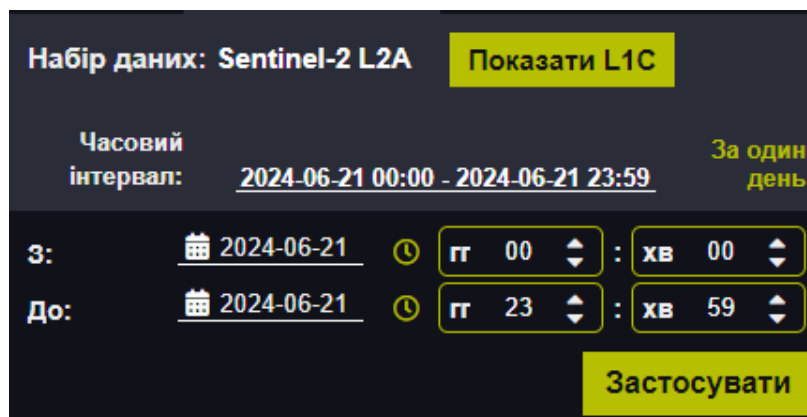 Набір даних: Sentinel-2 L2A Показати L1C
Часовий
інтервал: 2024-06-21 00:00 - 2024-06-21 23:59 За один
день
З: 2024-06-21 гг 00 : хв 00
До: 2024-06-21 гг 23 : хв 59
Застосувати